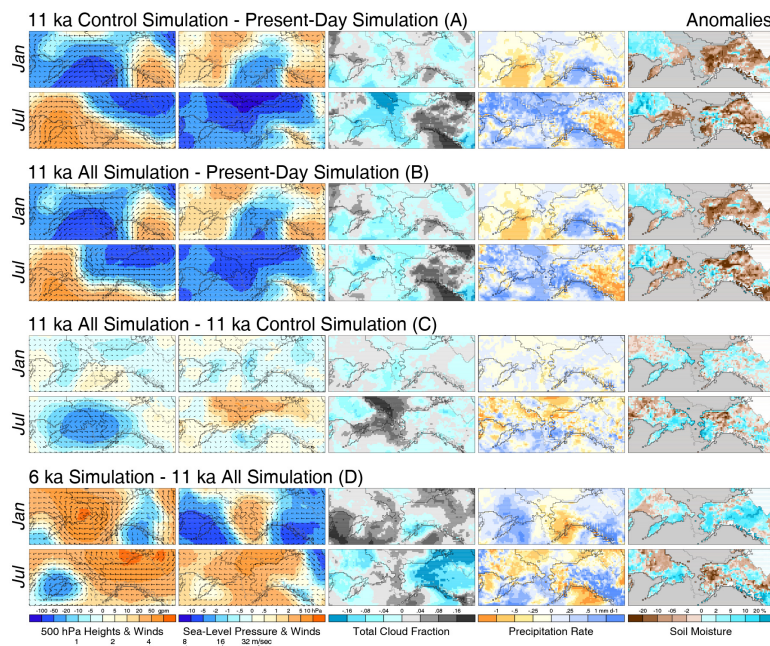 11 ka Control Simulation - Present-Day Simulation (A)
Anomalies
Jan
Jul
11 ka All Simulation - Present-Day Simulation (B)
Jan
Jul
11 ka All Simulation - 11 ka Control Simulation (C)
Jan
Jul
6 ka Simulation - 11 ka All Simulation (D)
Jan
Jul
-100 -50 -20 -10 -5 0 5 10 20 50 gpm
-10 -5 -2 -1 -.5 0 .5 1 2 5 10 hPa
-.16 -.08 -.04 0 .04 .08 .16
-1 -.5 -.25 0 .25 .5 1 mm d-1
-20 -10 -.05 -2 0 2 5 10 20 %
500 hPa Heights & Winds
Sea-Level Pressure & Winds
Total Cloud Fraction
Precipitation Rate
Soil Moisture
1 2 4 8 16 32 m/sec